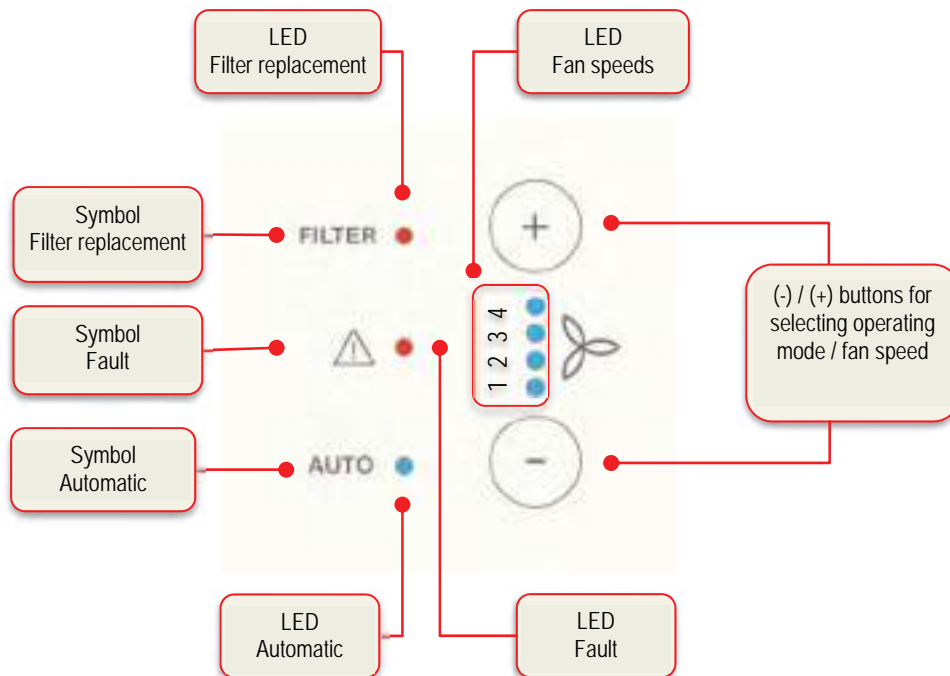 LED
Filter replacement
LED
Fan speeds
Symbol
Filter replacement
FILTER
+
(-) / (+) buttons for
selecting operating
mode / fan speed
Symbol
Fault
1 2 3 4
Symbol
Automatic
AUTO
-
LED
Automatic
LED
Fault